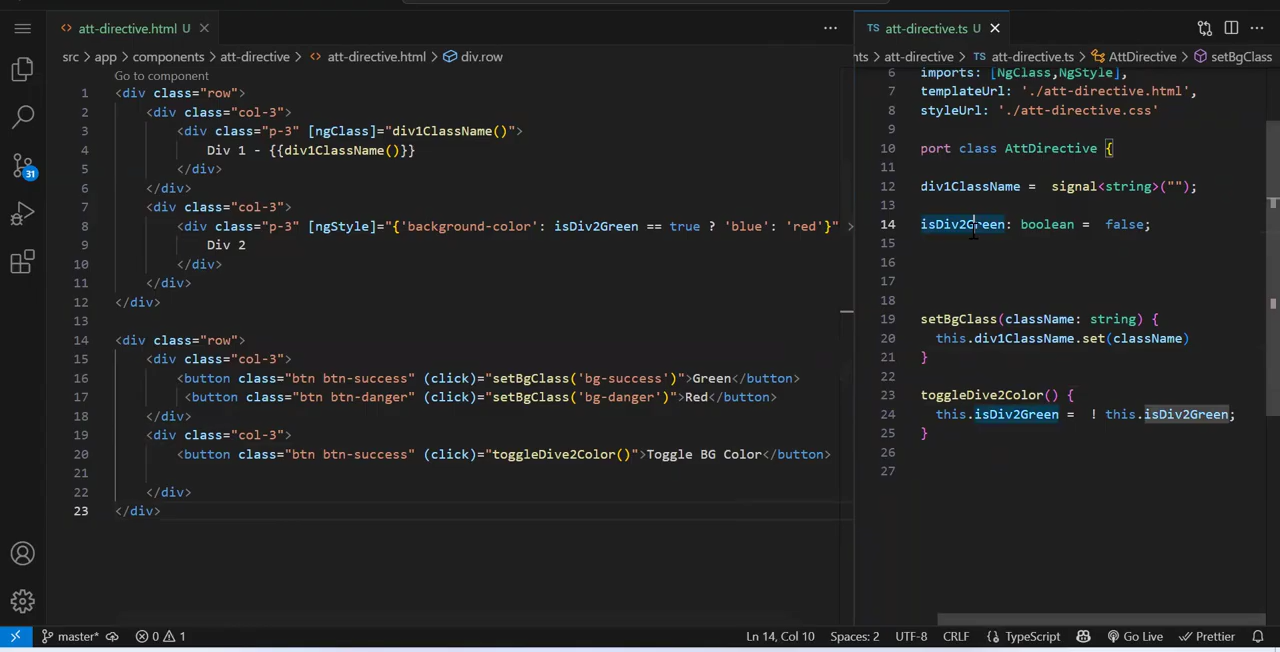 att-directive.html U
src > app > components > att-directive > att-directive.html > div.row
Go to component
1 <div class="row">
2 <div class="col-3">
3 <div class="p-3" [ngClass]="div1ClassName()">
4 Div 1 - {{div1ClassName()}}
5 </div>
6 </div>
7 <div class="col-3">
8 <div class="p-3" [ngStyle]="{'background-color': isDiv2Green == true ? 'blue': 'red'}" >
9 Div 2
10 </div>
11 </div>
12 </div>
13
14 <div class="row">
15 <div class="col-3">
16 <button class="btn btn-success" (click)="setBgClass('bg-success')">Green</button>
17 <button class="btn btn-danger" (click)="setBgClass('bg-danger')">Red</button>
18 </div>
19 <div class="col-3">
20 <button class="btn btn-success" (click)="toggleDive2Color()">Toggle BG Color</button>
21
22 </div>
23 </div>
TS att-directive.ts U
nts > att-directive > TS att-directive.ts > AttDirective > setBgClass
6 imports: [NgClass,NgStyle],
7 templateUrl: './att-directive.html',
8 styleUrl: './att-directive.css'
9
10 port class AttDirective {
11
12 div1ClassName = signal<string>("");
13
14 isDiv2Green: boolean = false;
15
16
17
18
19 setBgClass(className: string) {
20 this.div1ClassName.set(className)
21 }
22
23 toggleDive2Color() {
24 this.isDiv2Green = ! this.isDiv2Green;
25 }
26
27
31
master* 0 1 Ln 14, Col 10 Spaces: 2 UTF-8 CRLF {} TypeScript Go Live Prettier